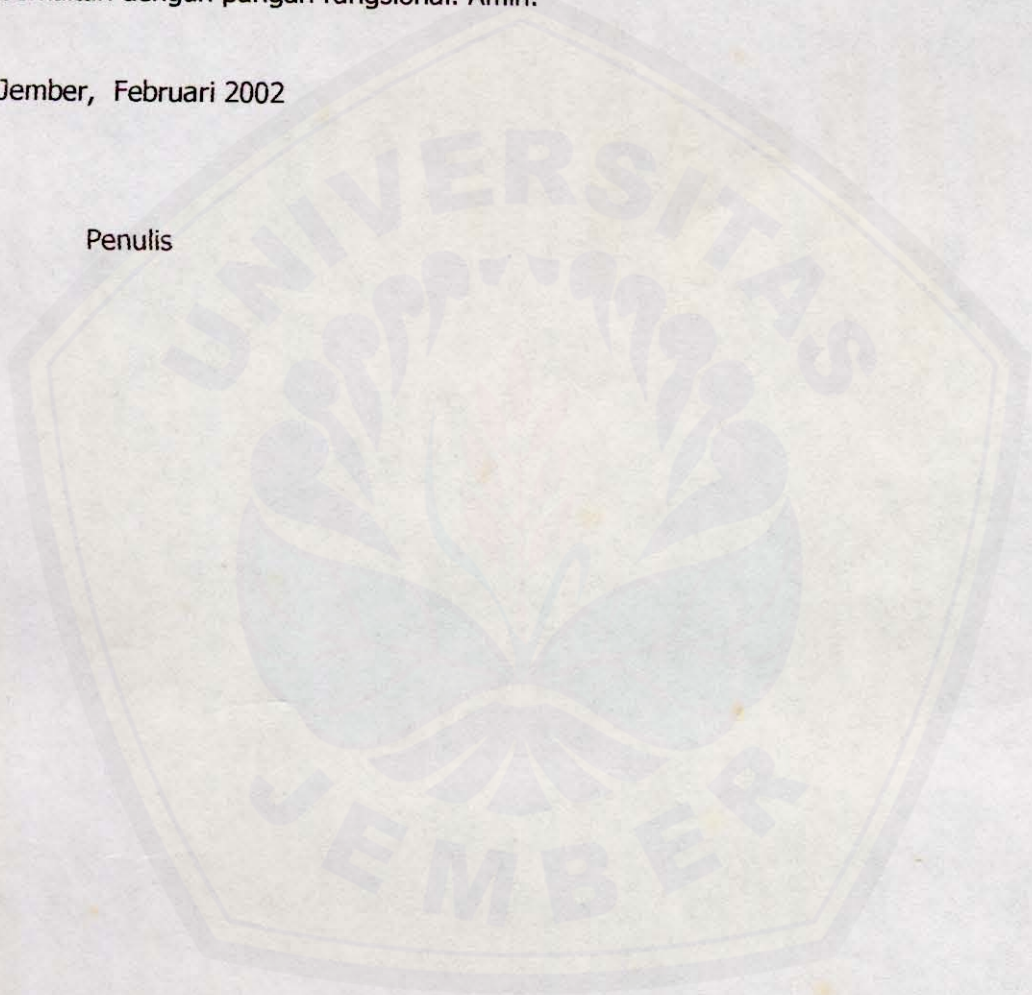 dengan pangan fungsional. Amin.
Jember, Februari 2002
Penulis
UNIVERSITAS
JEMBER